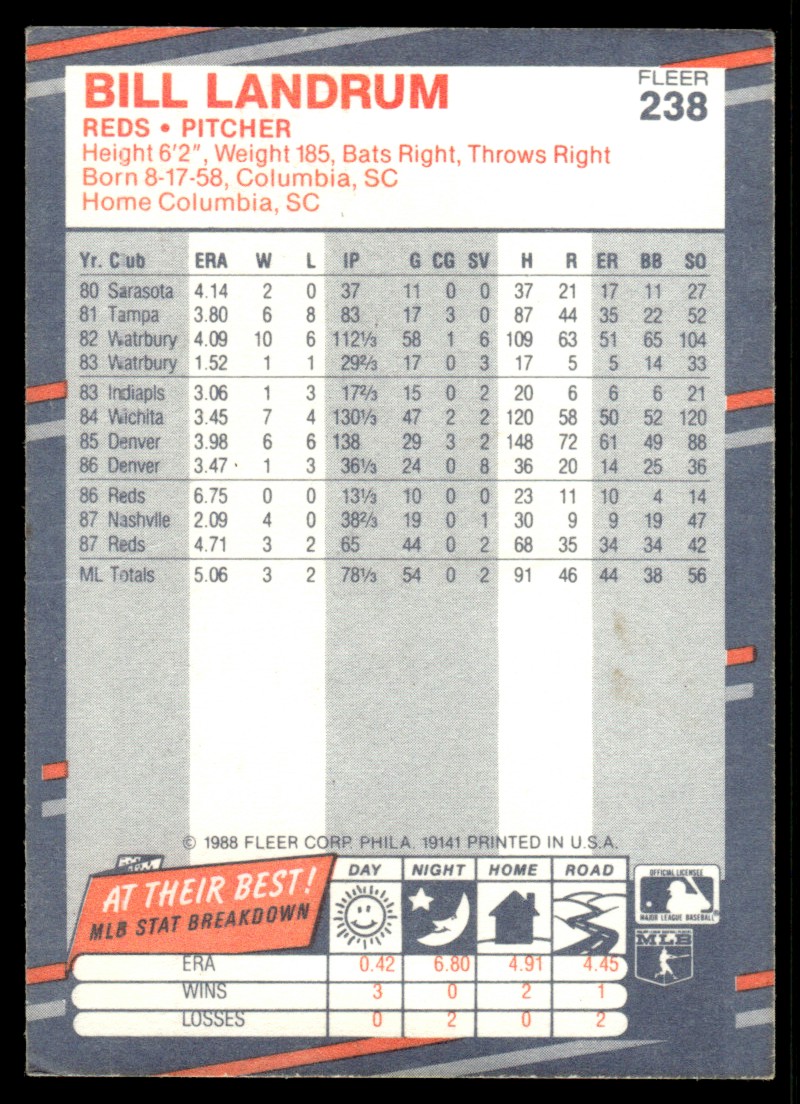 BILL LANDRUM
FLEER
238
REDS • PITCHER
Height 6'2", Weight 185, Bats Right, Throws Right
Born 8-17-58, Columbia, SC
Home Columbia, SC
Yr. Club ERA W L IP G CG SV H R ER BB SO
80 Sarasota 4.14 2 0 37 11 0 0 37 21 17 11 27
81 Tampa 3.80 6 8 83 17 3 0 87 44 35 22 52
82 Watrbury 4.09 10 6 112⅓ 58 1 6 109 63 51 65 104
83 Watrbury 1.52 1 1 29⅔ 17 0 3 17 5 5 14 33
83 Indiapls 3.06 1 3 17⅔ 15 0 2 20 6 6 6 21
84 Wichita 3.45 7 4 130⅓ 47 2 2 120 58 50 52 120
85 Denver 3.98 6 6 138 29 3 2 148 72 61 49 88
86 Denver 3.47 1 3 36⅓ 24 0 8 36 20 14 25 36
86 Reds 6.75 0 0 13⅓ 10 0 0 23 11 10 4 14
87 Nashvlle 2.09 4 0 38⅔ 19 0 1 30 9 9 19 47
87 Reds 4.71 3 2 65 44 0 2 68 35 34 34 42
ML Totals 5.06 3 2 78⅓ 54 0 2 91 46 44 38 56
© 1988 FLEER CORP. PHILA. 19141 PRINTED IN U.S.A.
AT THEIR BEST!
MLB STAT BREAKDOWN
DAY NIGHT HOME ROAD
ERA 0.42 6.80 4.91 4.45
WINS 3 0 2 1
LOSSES 0 2 0 2
OFFICIAL LICENSEE
MAJOR LEAGUE BASEBALL®
MLB